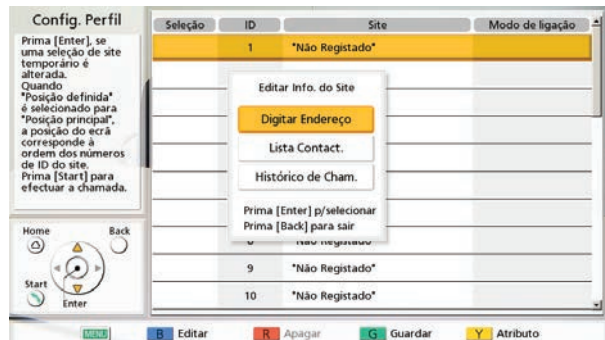 Config. Perfil
Prima [Enter], se
uma seleção de site
temporário é
alterada.
Quando
"Posição definida"
é selecionado para
"Posição principal",
a posição do ecrã
corresponde à
ordem dos números
de ID do site.
Prima [Start] para
efectuar a chamada.
Home Back
Start
Enter
Seleção ID Site Modo de ligação
1 "Não Registado"
Editar Info. do Site
Digitar Endereço
Lista Contact.
Histórico de Cham.
Prima [Enter] p/selecionar
Prima [Back] para sair
9 "Não Registado"
10 "Não Registado"
MENU B Editar R Apagar G Guardar Y Atributo